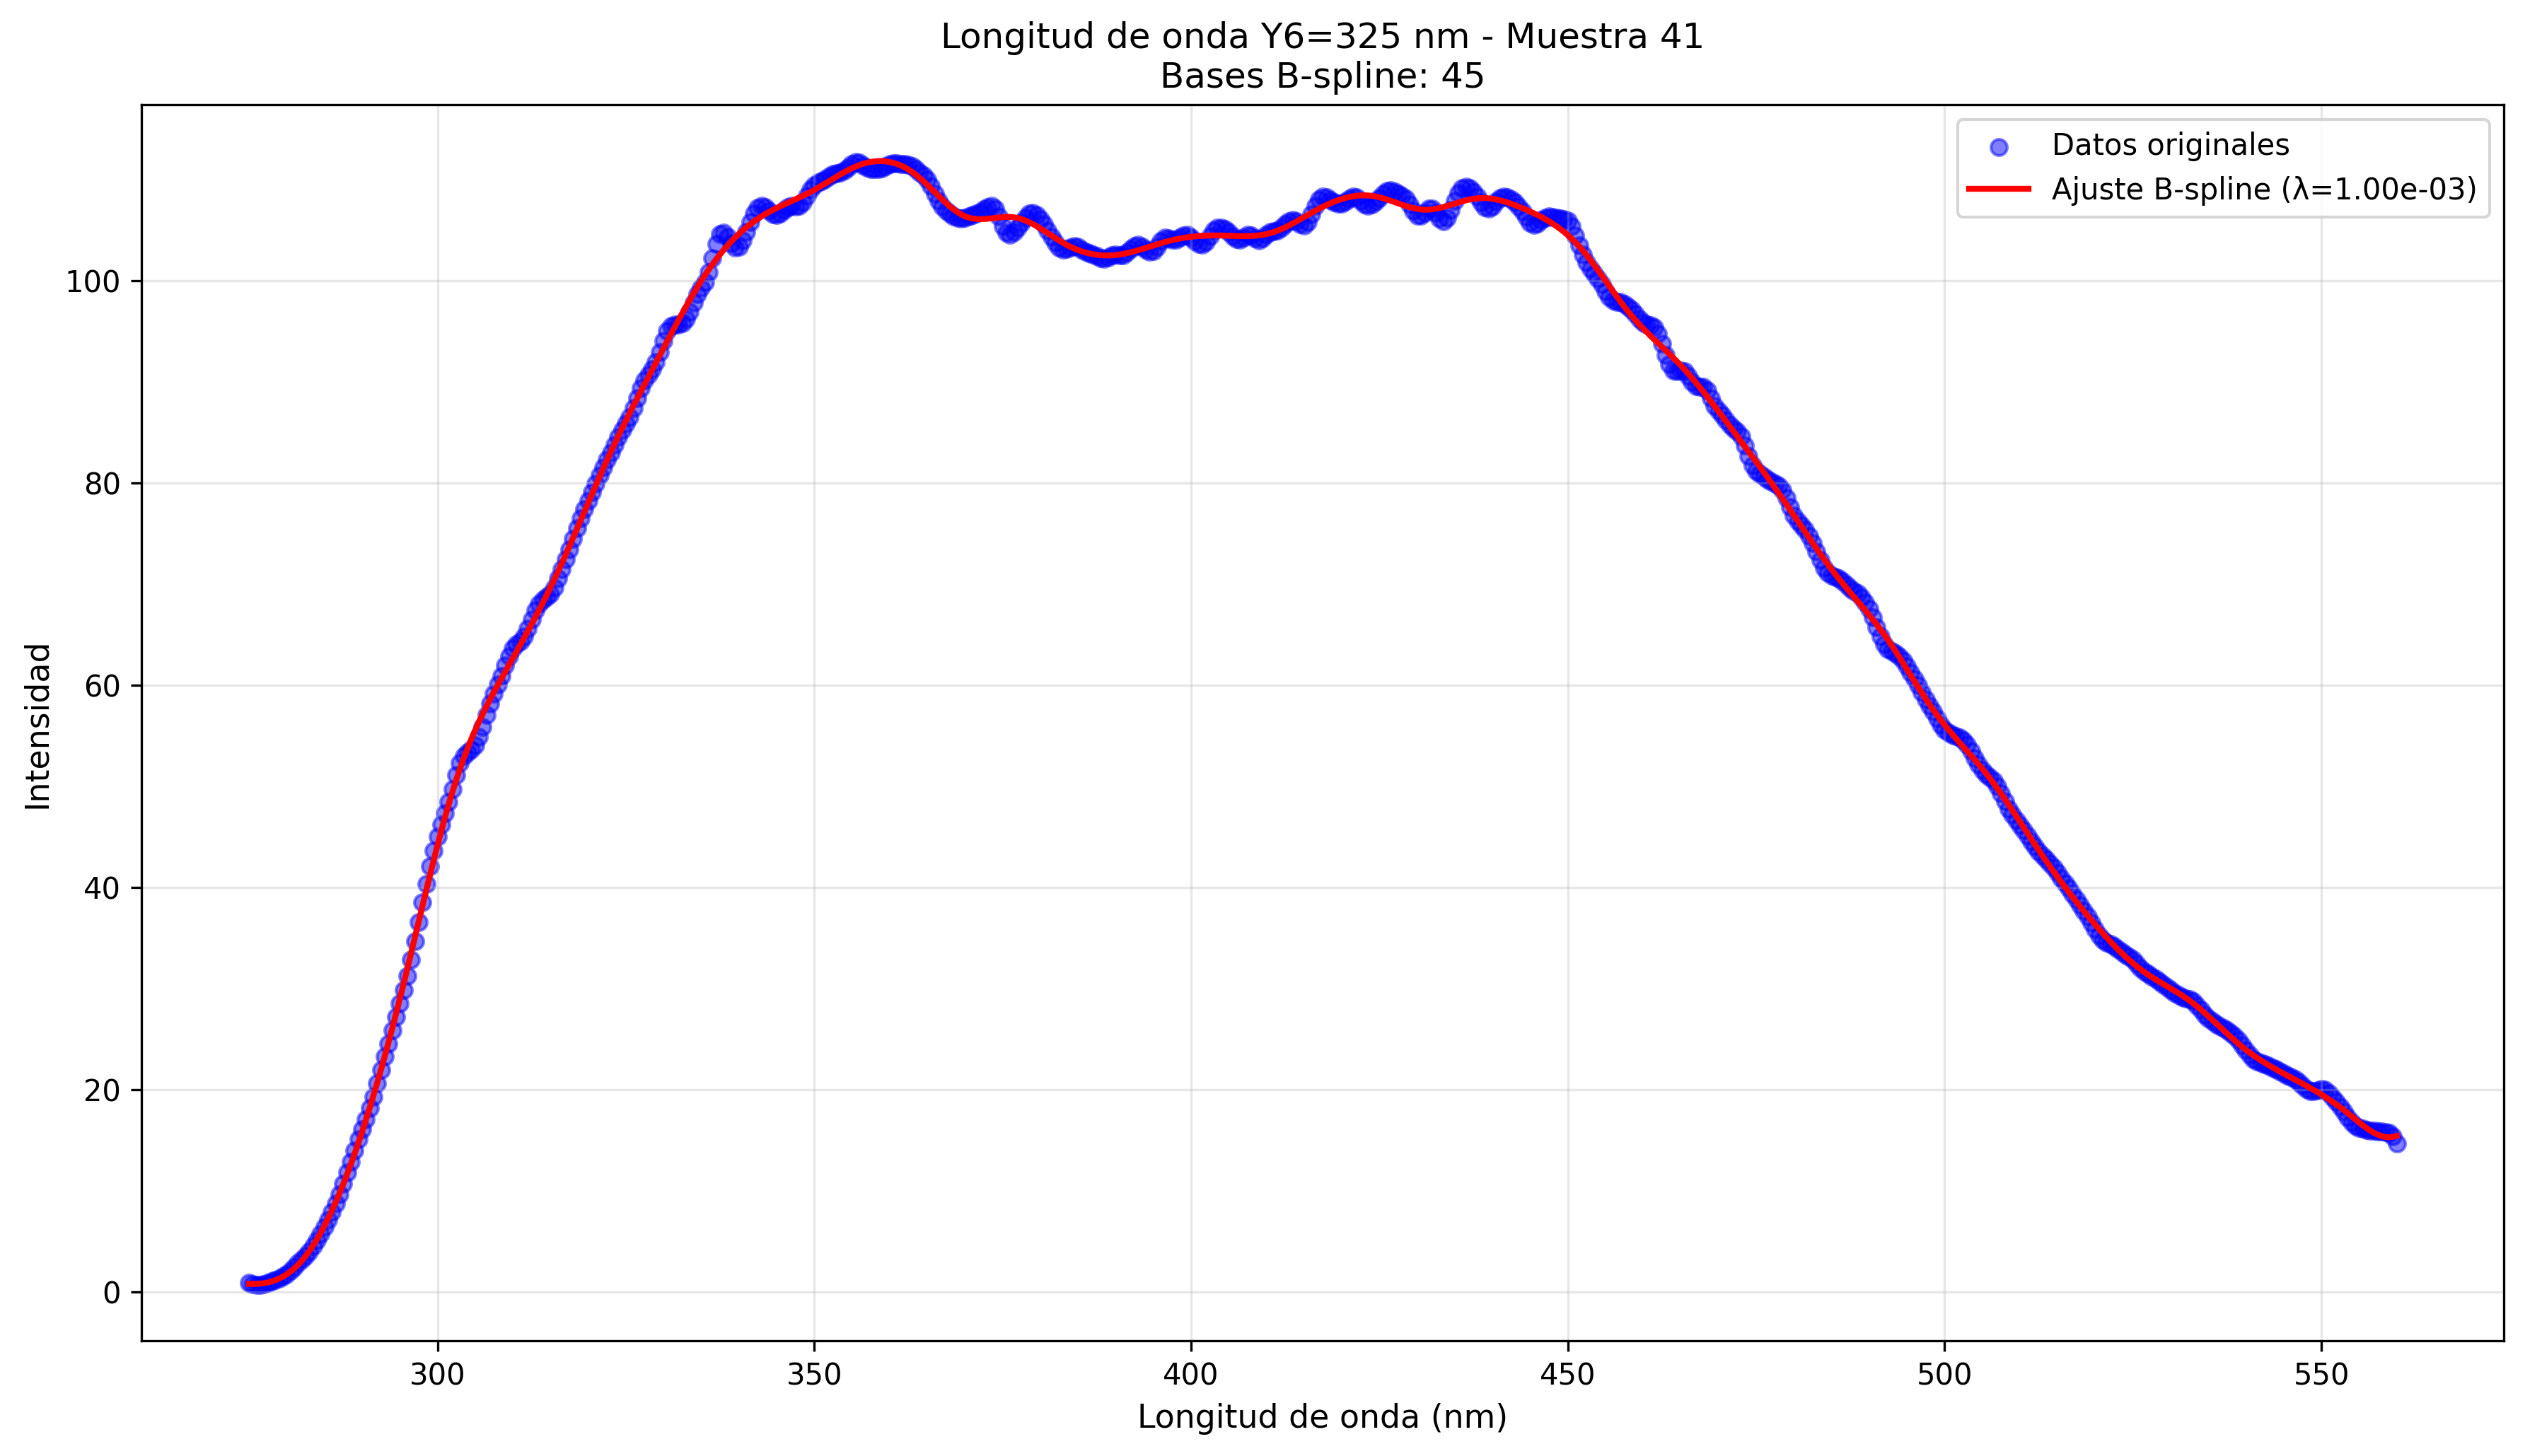 Longitud de onda Y6=325 nm - Muestra 41
Bases B-spline: 45
Datos originales
Ajuste B-spline (λ=1.00e-03)
Intensidad
100
80
60
40
20
0
300 350 400 450 500 550
Longitud de onda (nm)